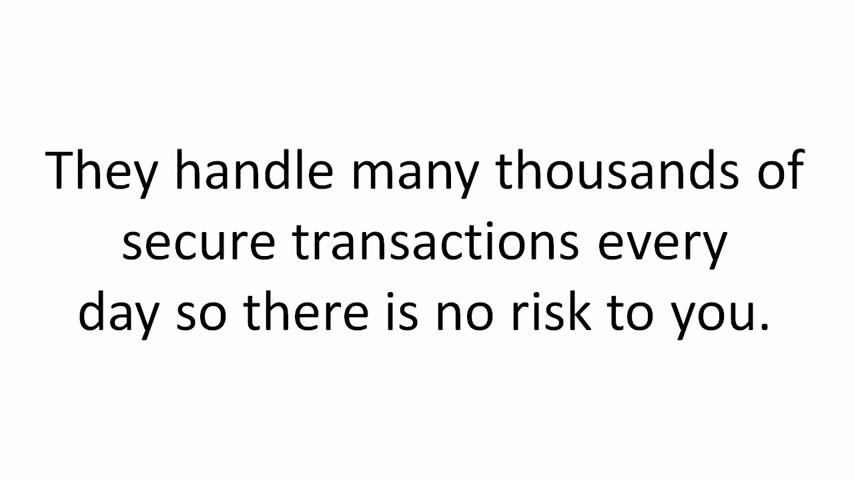 They handle many thousands of
secure transactions every
day so there is no risk to you.